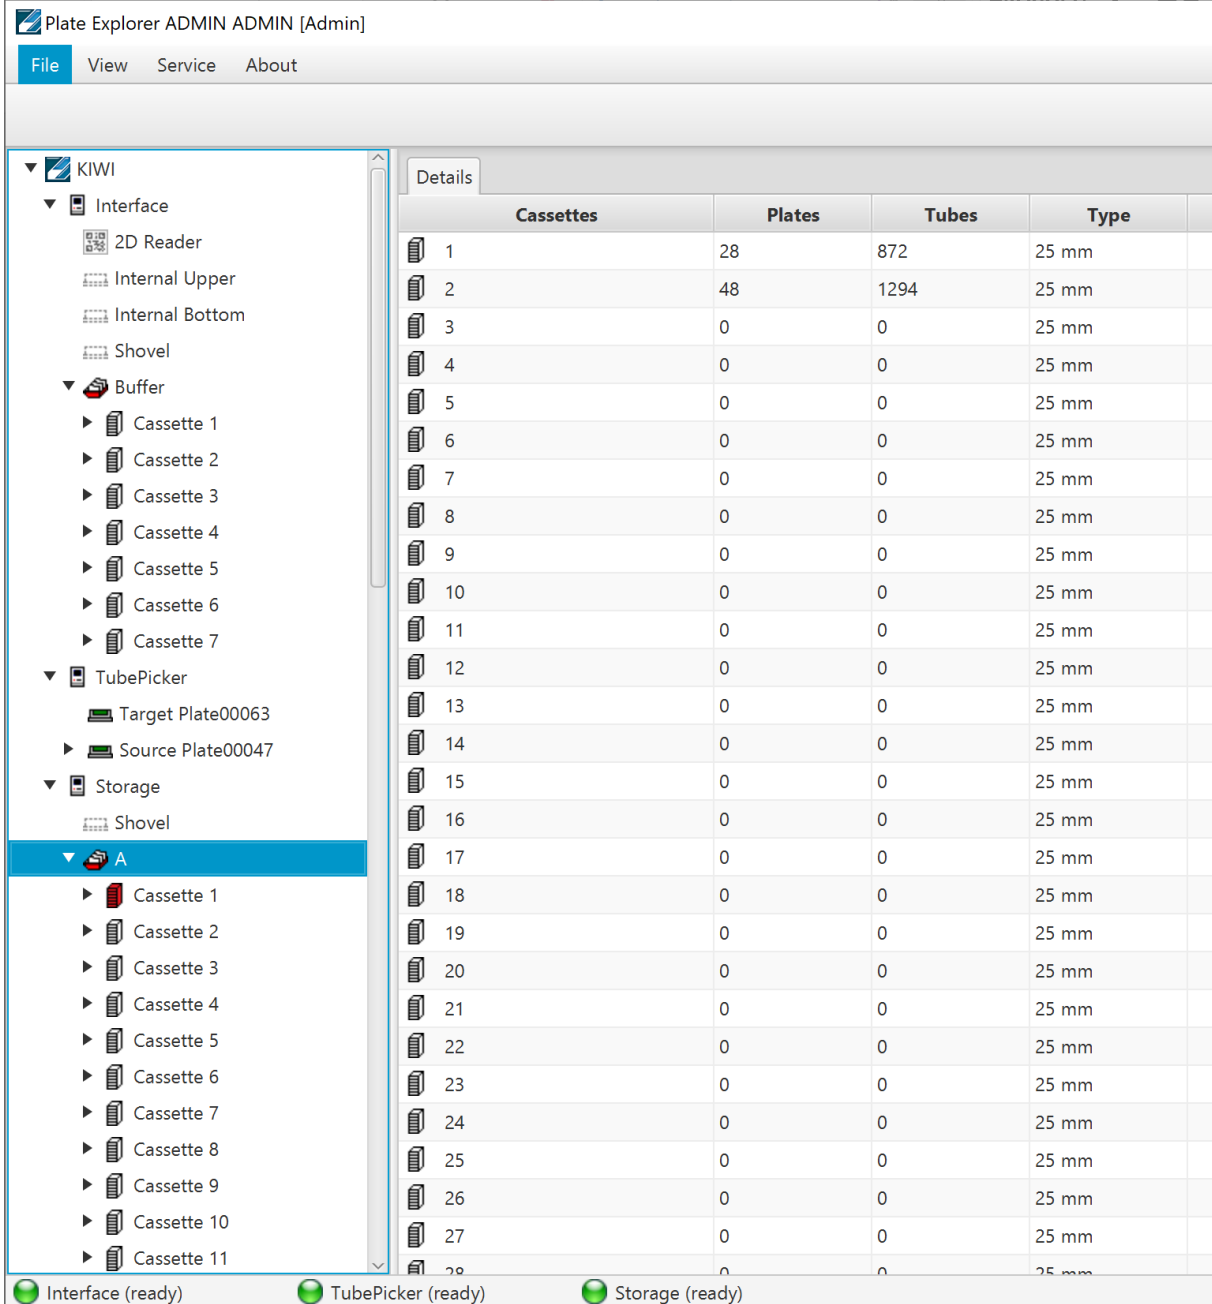 Plate Explorer ADMIN ADMIN [Admin]
File View Service About
KIWI
Interface
2D Reader
Internal Upper
Internal Bottom
Shovel
Buffer
Cassette 1
Cassette 2
Cassette 3
Cassette 4
Cassette 5
Cassette 6
Cassette 7
TubePicker
Target Plate00063
Source Plate00047
Storage
Shovel
A
Cassette 1
Cassette 2
Cassette 3
Cassette 4
Cassette 5
Cassette 6
Cassette 7
Cassette 8
Cassette 9
Cassette 10
Cassette 11
Details
Cassettes Plates Tubes Type
1 28 872 25 mm
2 48 1294 25 mm
3 0 0 25 mm
4 0 0 25 mm
5 0 0 25 mm
6 0 0 25 mm
7 0 0 25 mm
8 0 0 25 mm
9 0 0 25 mm
10 0 0 25 mm
11 0 0 25 mm
12 0 0 25 mm
13 0 0 25 mm
14 0 0 25 mm
15 0 0 25 mm
16 0 0 25 mm
17 0 0 25 mm
18 0 0 25 mm
19 0 0 25 mm
20 0 0 25 mm
21 0 0 25 mm
22 0 0 25 mm
23 0 0 25 mm
24 0 0 25 mm
25 0 0 25 mm
26 0 0 25 mm
27 0 0 25 mm
28 0 0 25 mm
Interface (ready) TubePicker (ready) Storage (ready)